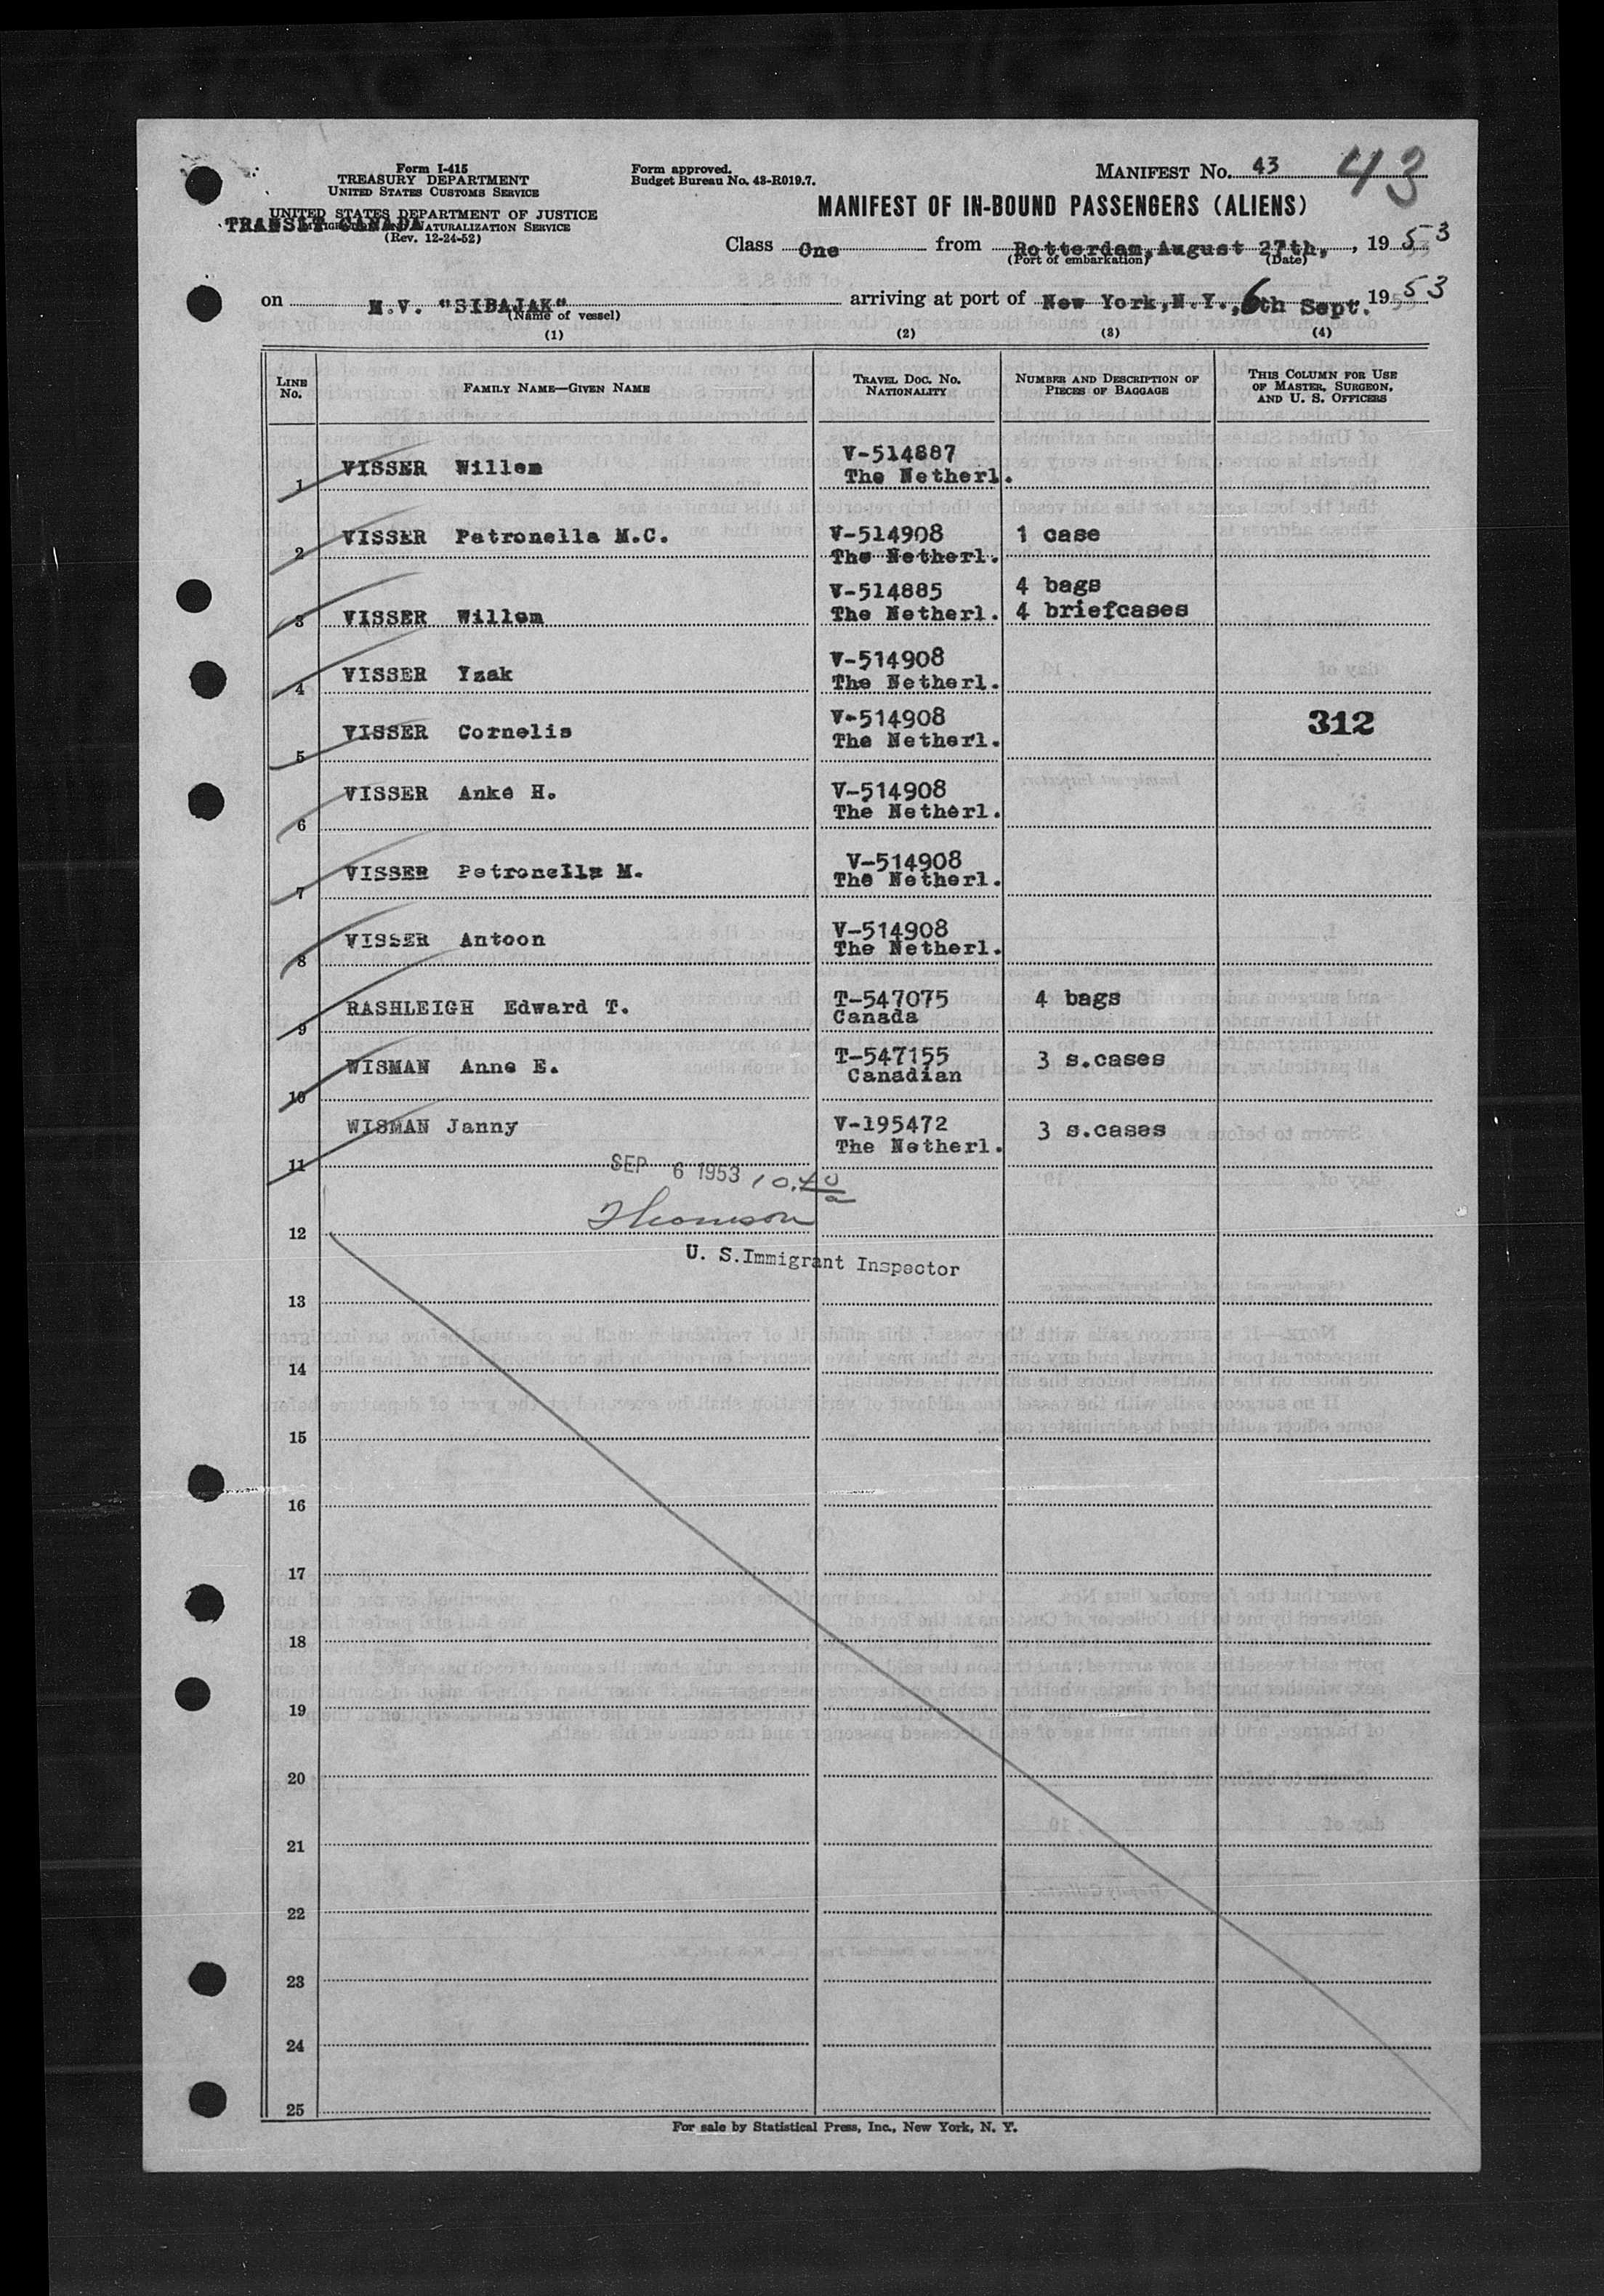 Form I-415
TREASURY DEPARTMENT
UNITED STATES CUSTOMS SERVICE
UNITED STATES DEPARTMENT OF JUSTICE
TRANSIT CANADA NATURALIZATION SERVICE
(Rev. 12-24-52)
Form approved.
Budget Bureau No. 43-R019.7.
MANIFEST NO. 43 43
MANIFEST OF IN-BOUND PASSENGERS (ALIENS)
Class One from Rotterdam, August 27th, , 19 53
(Port of embarkation) (Date)
on M.V. "SIBAJAK" arriving at port of New York, N.Y., 6th Sept. 19 53
(Name of vessel)
(1) (2) (3) (4)
LINE NO. FAMILY NAME—GIVEN NAME TRAVEL DOC. NO. NATIONALITY NUMBER AND DESCRIPTION OF PIECES OF BAGGAGE THIS COLUMN FOR USE OF MASTER, SURGEON, AND U. S. OFFICERS
1 VISSER Willem V-514887 The Netherl.
2 VISSER Petronella M.C. V-514908 The Netherl. 1 case
3 VISSER Willem V-514885 The Netherl. 4 bags 4 briefcases
4 VISSER Yzak V-514908 The Netherl.
5 VISSER Cornelis V-514908 The Netherl. 312
6 VISSER Anke H. V-514908 The Netherl.
7 VISSER Petronella M. V-514908 The Netherl.
8 VISSER Antoon V-514908 The Netherl.
9 RASHLEIGH Edward T. T-547075 Canada 4 bags
10 WISMAN Anne E. T-547155 Canadian 3 s.cases
11 WISMAN Janny V-195472 The Netherl. 3 s.cases
SEP 6 1953 10.40 a
Thomson
12
U. S. Immigrant Inspector
13
14
15
16
17
18
19
20
21
22
23
24
25
For sale by Statistical Press, Inc., New York, N. Y.